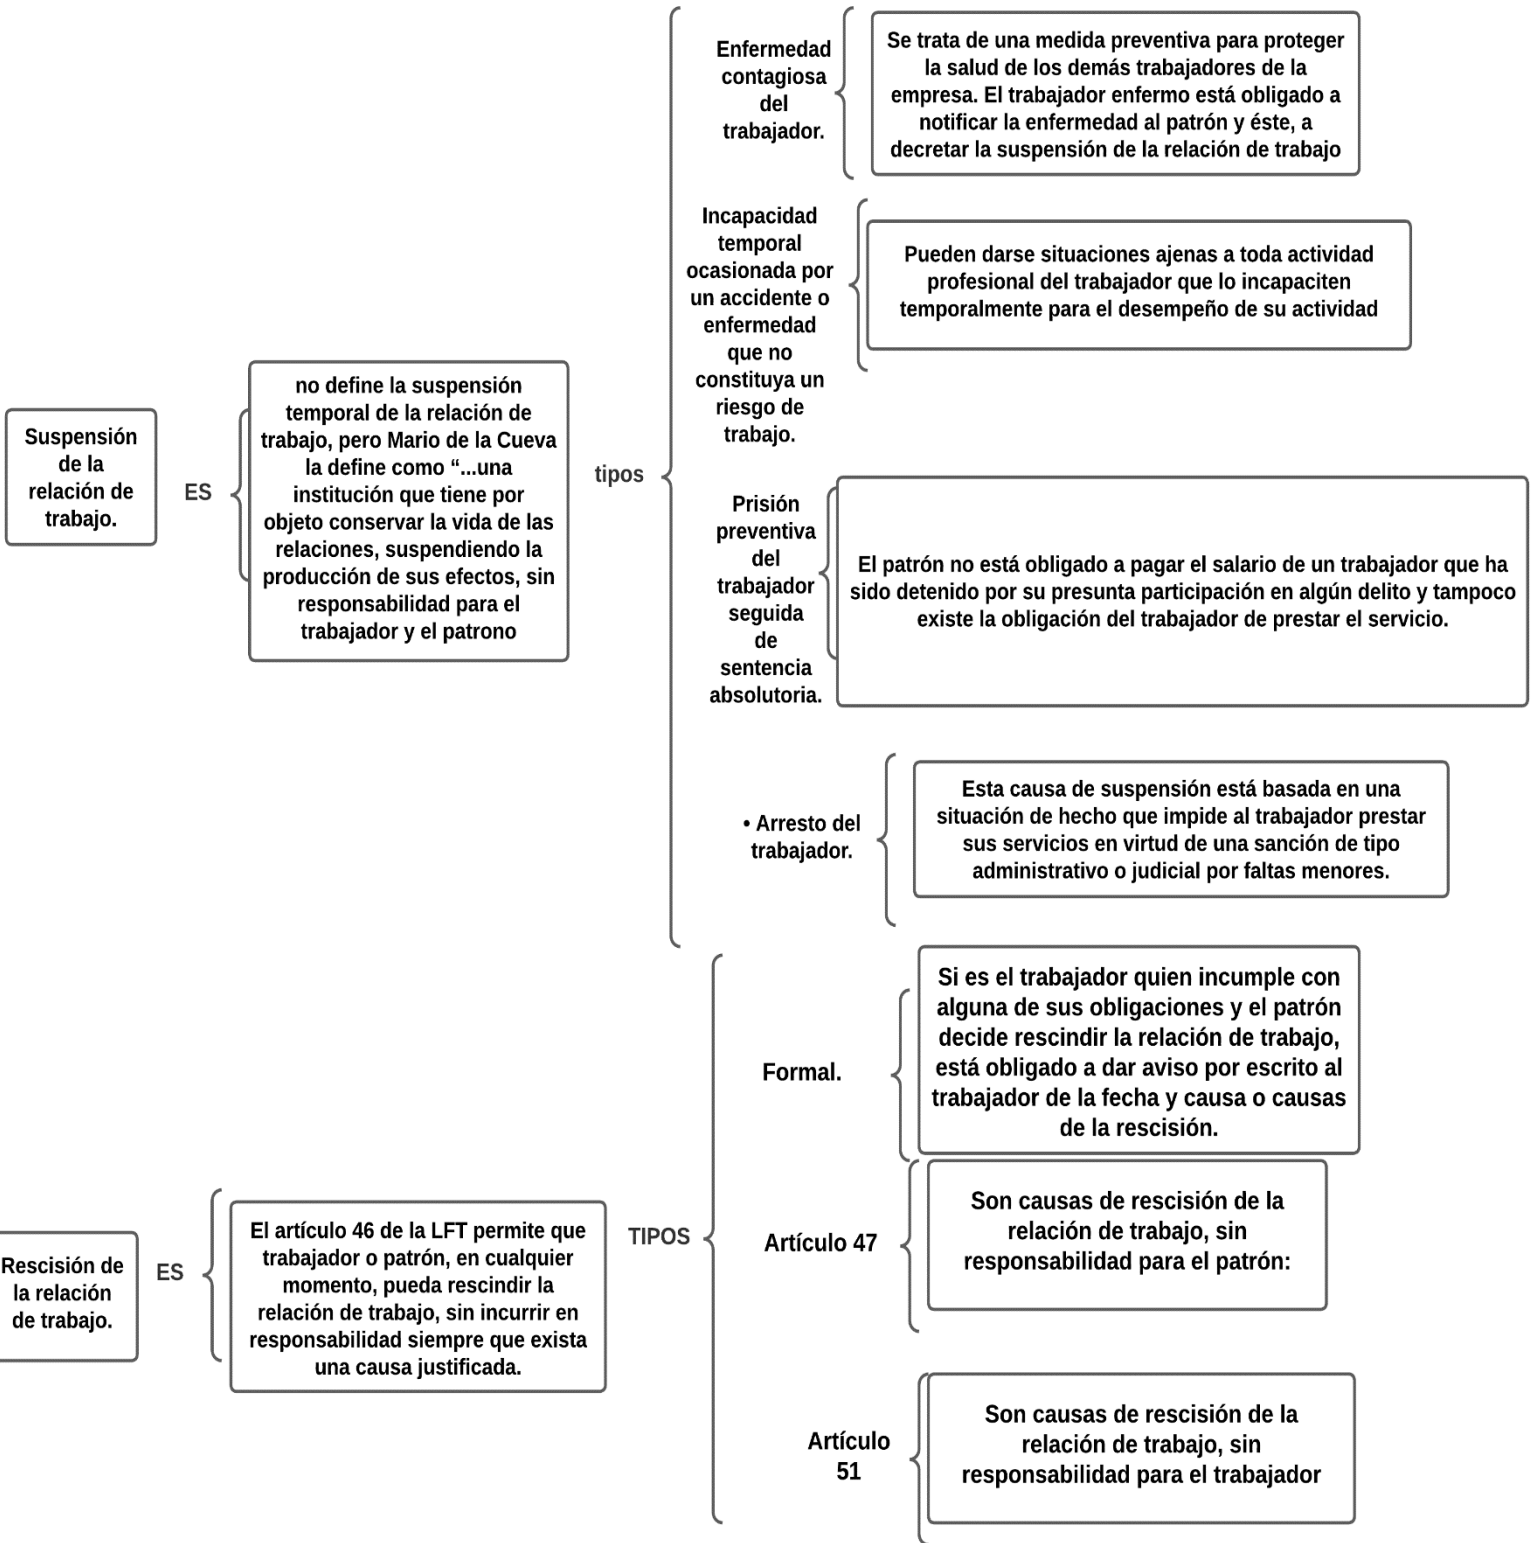 Suspensión
de la
relación de
trabajo.
ES
no define la suspensión
temporal de la relación de
trabajo, pero Mario de la Cueva
la define como “...una
institución que tiene por
objeto conservar la vida de las
relaciones, suspendiendo la
producción de sus efectos, sin
responsabilidad para el
trabajador y el patrono
tipos
Enfermedad
contagiosa
del
trabajador.
Se trata de una medida preventiva para proteger
la salud de los demás trabajadores de la
empresa. El trabajador enfermo está obligado a
notificar la enfermedad al patrón y éste, a
decretar la suspensión de la relación de trabajo
Incapacidad
temporal
ocasionada por
un accidente o
enfermedad
que no
constituya un
riesgo de
trabajo.
Pueden darse situaciones ajenas a toda actividad
profesional del trabajador que lo incapaciten
temporalmente para el desempeño de su actividad
Prisión
preventiva
del
trabajador
seguida
de
sentencia
absolutoria.
El patrón no está obligado a pagar el salario de un trabajador que ha
sido detenido por su presunta participación en algún delito y tampoco
existe la obligación del trabajador de prestar el servicio.
• Arresto del
trabajador.
Esta causa de suspensión está basada en una
situación de hecho que impide al trabajador prestar
sus servicios en virtud de una sanción de tipo
administrativo o judicial por faltas menores.
Rescisión de
la relación
de trabajo.
ES
El artículo 46 de la LFT permite que
trabajador o patrón, en cualquier
momento, pueda rescindir la
relación de trabajo, sin incurrir en
responsabilidad siempre que exista
una causa justificada.
TIPOS
Formal.
Si es el trabajador quien incumple con
alguna de sus obligaciones y el patrón
decide rescindir la relación de trabajo,
está obligado a dar aviso por escrito al
trabajador de la fecha y causa o causas
de la rescisión.
Artículo 47
Son causas de rescisión de la
relación de trabajo, sin
responsabilidad para el patrón:
Artículo
51
Son causas de rescisión de la
relación de trabajo, sin
responsabilidad para el trabajador